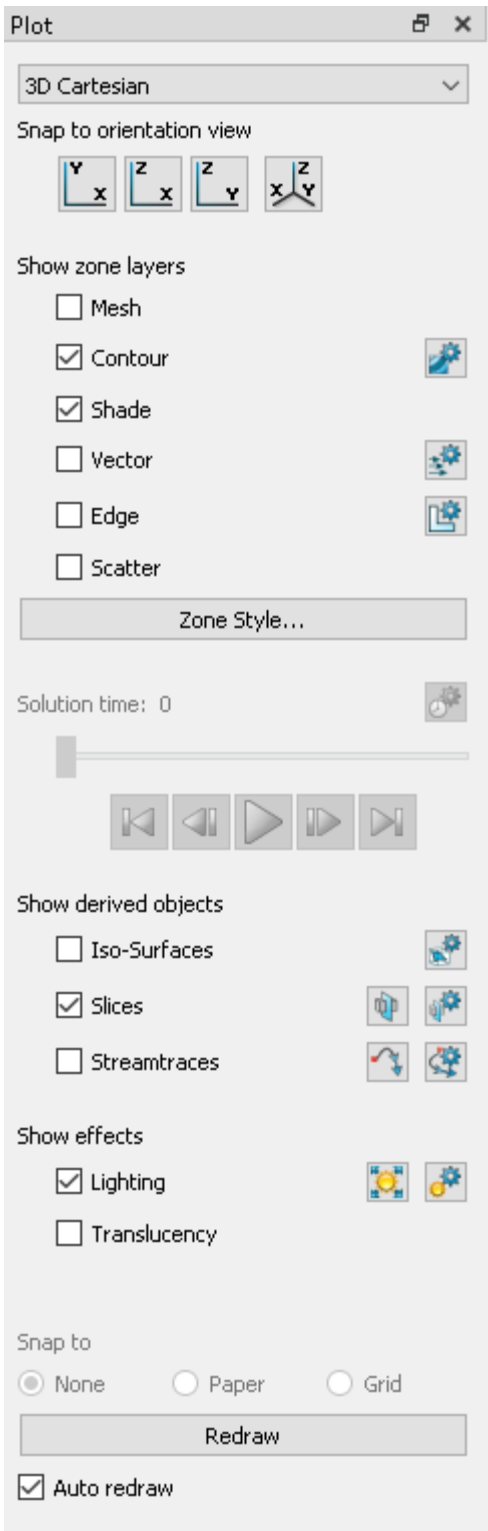 Plot
3D Cartesian
Snap to orientation view
Y X Z X Z Y X Z Y
Show zone layers
Mesh
Contour
Shade
Vector
Edge
Scatter
Zone Style...
Solution time: 0
Show derived objects
Iso-Surfaces
Slices
Streamtraces
Show effects
Lighting
Translucency
Snap to
None Paper Grid
Redraw
Auto redraw